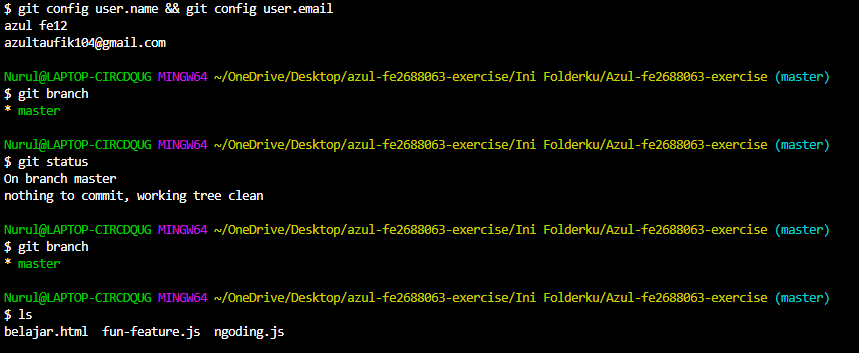 $ git config user.name && git config user.email
azul fe12
azultaufik104@gmail.com
Nurul@LAPTOP-CIRCDQUG MINGW64 ~/OneDrive/Desktop/azul-fe2688063-exercise/Ini Folderku/Azul-fe2688063-exercise (master)
$ git branch
* master
Nurul@LAPTOP-CIRCDQUG MINGW64 ~/OneDrive/Desktop/azul-fe2688063-exercise/Ini Folderku/Azul-fe2688063-exercise (master)
$ git status
On branch master
nothing to commit, working tree clean
Nurul@LAPTOP-CIRCDQUG MINGW64 ~/OneDrive/Desktop/azul-fe2688063-exercise/Ini Folderku/Azul-fe2688063-exercise (master)
$ git branch
* master
Nurul@LAPTOP-CIRCDQUG MINGW64 ~/OneDrive/Desktop/azul-fe2688063-exercise/Ini Folderku/Azul-fe2688063-exercise (master)
$ ls
belajar.html  fun-feature.js  ngoding.js